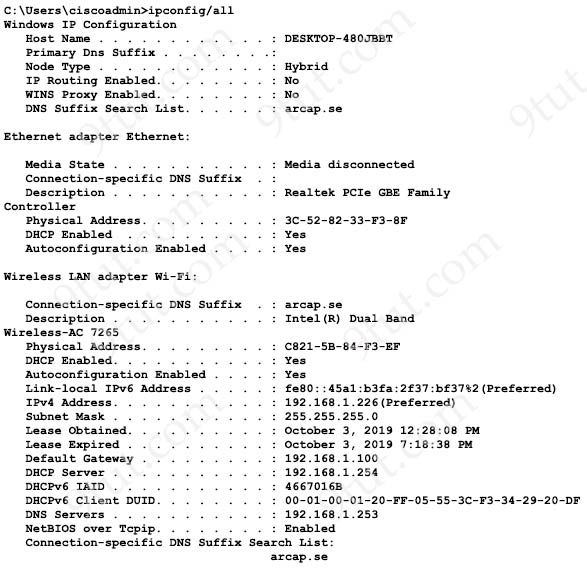 C:\Users\ciscoadmin>ipconfig/all
Windows IP Configuration
Host Name . . . . . . . . . . . . : DESKTOP-480JBBT
Primary Dns Suffix . . . . . . . .:
Node Type . . . . . . . . . . . . : Hybrid
IP Routing Enabled. . . . . . . . : No
WINS Proxy Enabled. . . . . . . . : No
DNS Suffix Search List. . . . . . : arcap.se
Ethernet adapter Ethernet:
Media State . . . . . . . . . . . : Media disconnected
Connection-specific DNS Suffix  . :
Description . . . . . . . . . . . : Realtek PCIe GBE Family
Controller
Physical Address. . . . . . . . . : 3C-52-82-33-F3-8F
DHCP Enabled  . . . . . . . . . . : Yes
Autoconfiguration Enabled . . . . : Yes
Wireless LAN adapter Wi-Fi:
Connection-specific DNS Suffix  . : arcap.se
Description . . . . . . . . . . . : Intel(R) Dual Band
Wireless-AC 7265
Physical Address. . . . . . . . . : C821-5B-84-F3-EF
DHCP Enabled. . . . . . . . . . . : Yes
Autoconfiguration Enabled . . . . : Yes
Link-local IPv6 Address . . . . . : fe80::45a1:b3fa:2f37:bf37%2(Preferred)
IPv4 Address. . . . . . . . . . . : 192.168.1.226(Preferred)
Subnet Mask . . . . . . . . . . . : 255.255.255.0
Lease Obtained. . . . . . . . . . : October 3, 2019 12:28:08 PM
Lease Expired . . . . . . . . . . : October 3, 2019 7:18:38 PM
Default Gateway . . . . . . . . . : 192.168.1.100
DHCP Server . . . . . . . . . . . : 192.168.1.254
DHCPv6 IAID . . . . . . . . . . . : 4667016B
DHCPv6 Client DUID. . . . . . . . : 00-01-00-01-20-FF-05-55-3C-F3-34-29-20-DF
DNS Servers . . . . . . . . . . . : 192.168.1.253
NetBIOS over Tcpip. . . . . . . . : Enabled
Connection-specific DNS Suffix Search List:
arcap.se
9tut.com